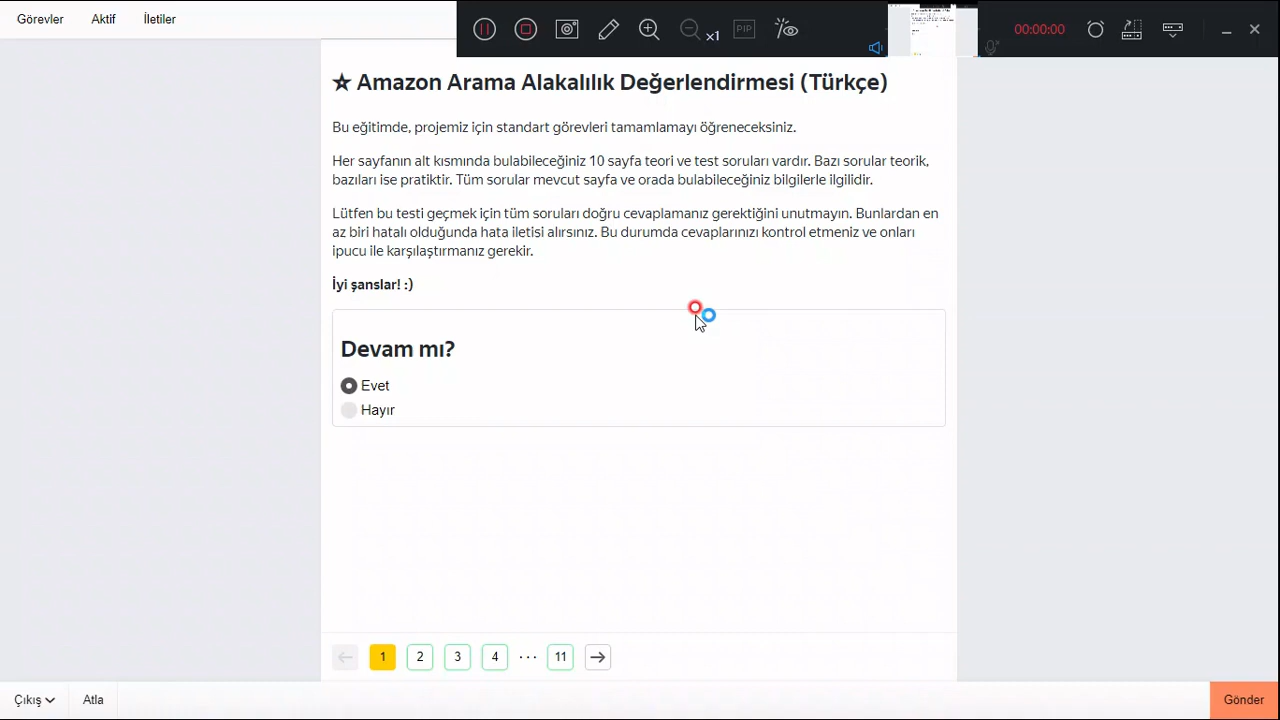 Görevler Aktif İletiler
x1 PIP 00:00:00
☆ Amazon Arama Alakalılık Değerlendirmesi (Türkçe)
Bu eğitimde, projemiz için standart görevleri tamamlamayı öğreneceksiniz.
Her sayfanın alt kısmında bulabileceğiniz 10 sayfa teori ve test soruları vardır. Bazı sorular teorik,
bazıları ise pratiktir. Tüm sorular mevcut sayfa ve orada bulabileceğiniz bilgilerle ilgilidir.
Lütfen bu testi geçmek için tüm soruları doğru cevaplamanız gerektiğini unutmayın. Bunlardan en
az biri hatalı olduğunda hata iletisi alırsınız. Bu durumda cevaplarınızı kontrol etmeniz ve onları
ipucu ile karşılaştırmanız gerekir.
İyi şanslar! :)
Devam mı?
Evet
Hayır
1 2 3 4 ··· 11
Çıkış Atla Gönder